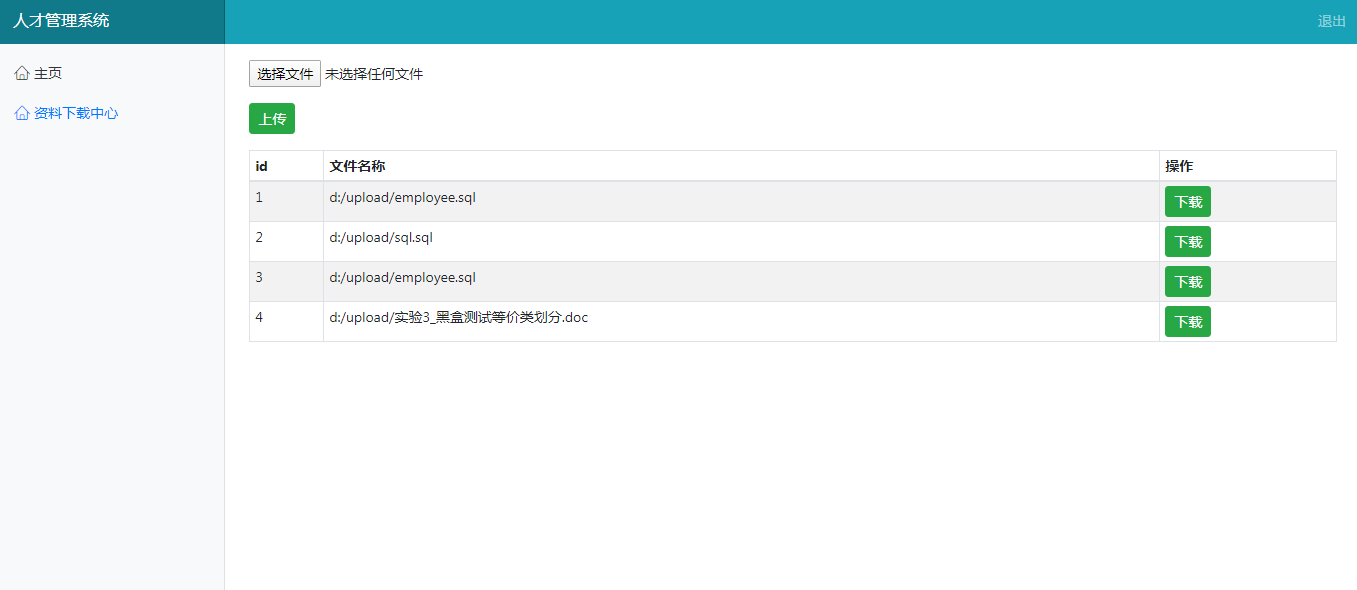 人才管理系统
退出
主页
资料下载中心
选择文件 未选择任何文件
上传
id 文件名称 操作
1 d:/upload/employee.sql 下载
2 d:/upload/sql.sql 下载
3 d:/upload/employee.sql 下载
4 d:/upload/实验3_黑盒测试等价类划分.doc 下载